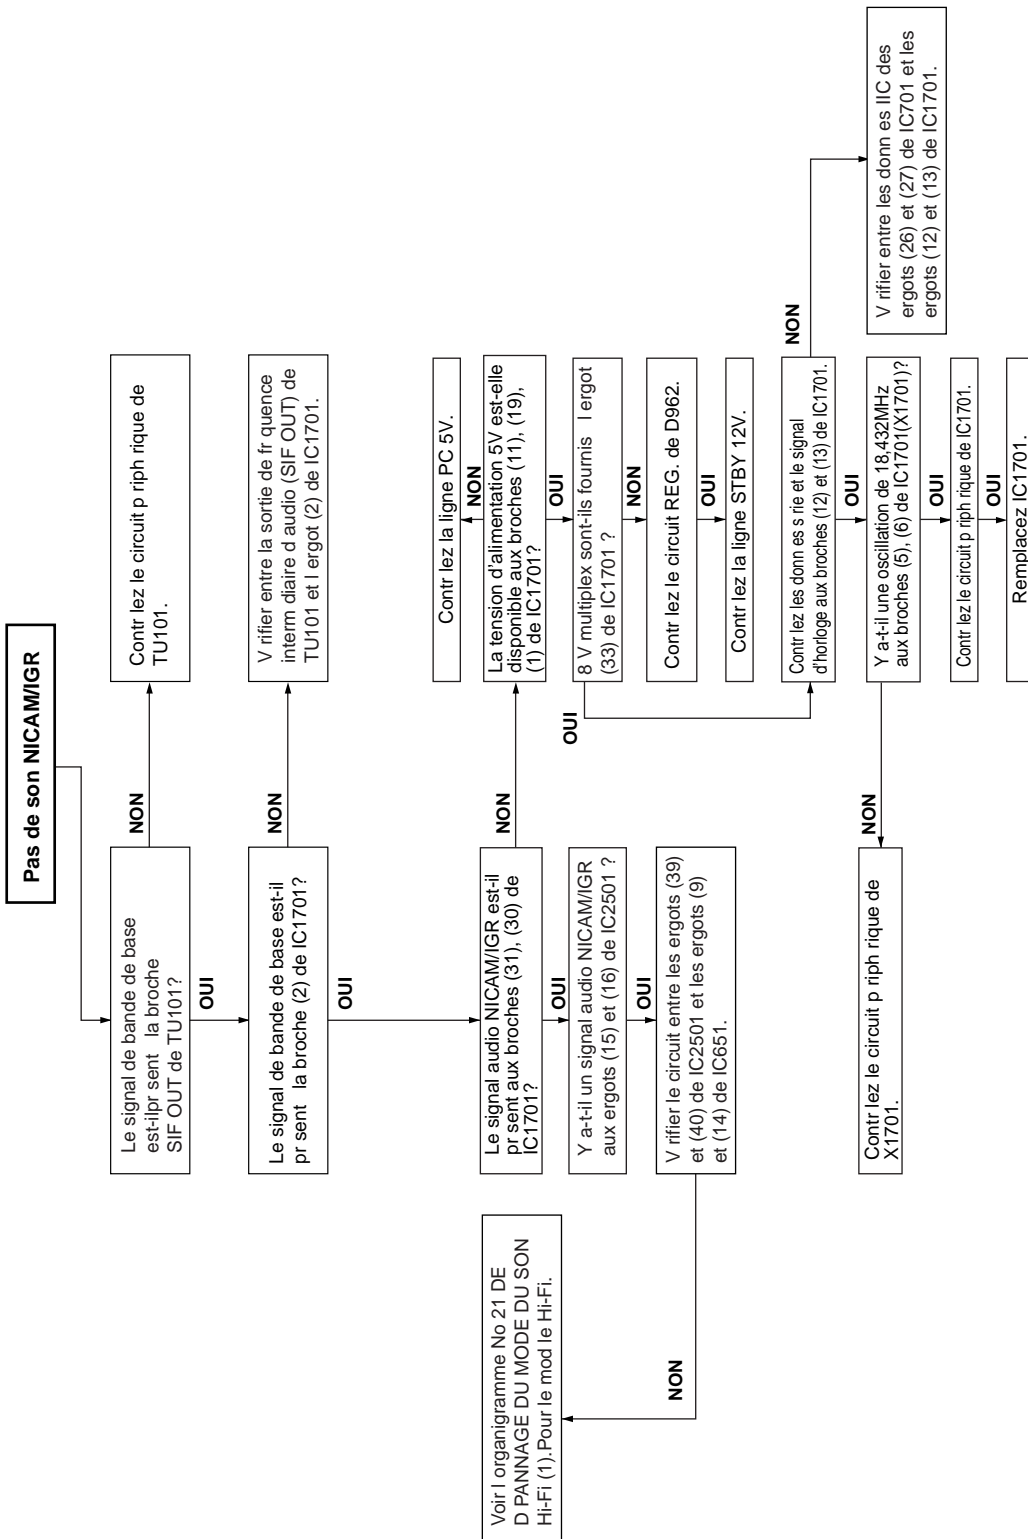 Pas de son NICAM/IGR
Le signal de bande de base
est-ilpr sent   la broche
SIF OUT de TU101?
NON
Contr lez le circuit p riph rique de
TU101.
OUI
Le signal de bande de base est-il
pr sent   la broche (2) de IC1701?
NON
V rifier entre la sortie de fr quence
interm diaire d audio (SIF OUT) de
TU101 et l ergot (2) de IC1701.
OUI
Le signal audio NICAM/IGR est-il
pr sent aux broches (31), (30) de
IC1701?
NON
Contr lez la ligne PC 5V.
NON
La tension d'alimentation 5V est-elle
disponible aux broches (11), (19),
(1) de IC1701?
OUI
8 V multiplex sont-ils fournis   l ergot
(33) de IC1701 ?
NON
Contr lez le circuit REG. de D962.
OUI
Contr lez la ligne STBY 12V.
OUI
Y a-t-il un signal audio NICAM/IGR
aux ergots (15) et (16) de IC2501 ?
OUI
V rifier le circuit entre les ergots (39)
et (40) de IC2501 et les ergots (9)
et (14) de IC651.
NON
Voir l organigramme No 21 DE
D PANNAGE DU MODE DU SON
Hi-Fi (1).Pour le mod le Hi-Fi.
OUI
Contr lez les donn es s rie et le signal
d'horloge aux broches (12) et (13) de IC1701.
NON
V rifier entre les donn es IIC des
ergots (26) et (27) de IC701 et les
ergots (12) et (13) de IC1701.
OUI
Y a-t-il une oscillation de 18,432MHz
aux broches (5), (6) de IC1701(X1701)?
NON
Contr lez le circuit p riph rique de
X1701.
OUI
Contr lez le circuit p riph rique de IC1701.
OUI
Remplacez IC1701.